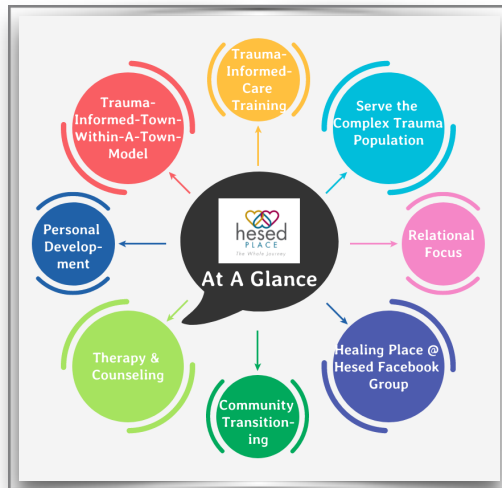 Trauma-
Informed-
Care
Training
Trauma-
Informed-Town-
Within-A-Town-
Model
Serve the
Complex Trauma
Population
Personal
Develop-
ment
hesed
PLACE
The Whole Journey
At A Glance
Relational
Focus
Therapy &
Counseling
Healing Place @
Hesed Facebook
Group
Community
Transition-
ing